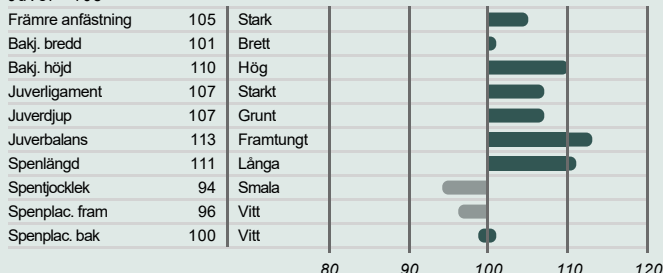 Främre anfästning 105 Stark
Bakj. bredd 101 Brett
Bakj. höjd 110 Hög
Juverligament 107 Starkt
Juverdjup 107 Grunt
Juverbalans 113 Framtungt
Spenlängd 111 Långa
Spentjocklek 94 Smala
Spenplac. fram 96 Vitt
Spenplac. bak 100 Vitt
80 90 100 110 120